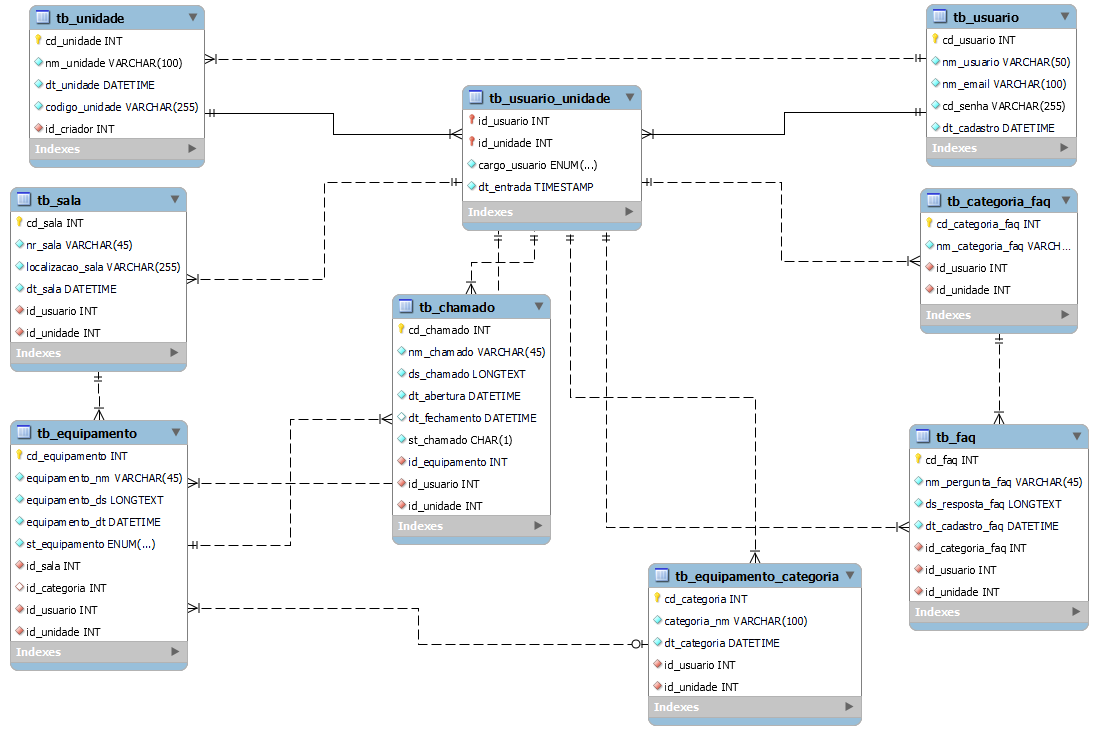 tb_unidade
cd_unidade INT
nm_unidade VARCHAR(100)
dt_unidade DATETIME
codigo_unidade VARCHAR(255)
id_criador INT
Indexes
tb_usuario
cd_usuario INT
nm_usuario VARCHAR(50)
nm_email VARCHAR(100)
cd_senha VARCHAR(255)
dt_cadastro DATETIME
Indexes
tb_usuario_unidade
id_usuario INT
id_unidade INT
cargo_usuario ENUM(...)
dt_entrada TIMESTAMP
Indexes
tb_sala
cd_sala INT
nr_sala VARCHAR(45)
localizacao_sala VARCHAR(255)
dt_sala DATETIME
id_usuario INT
id_unidade INT
Indexes
tb_categoria_faq
cd_categoria_faq INT
nm_categoria_faq VARCH...
id_usuario INT
id_unidade INT
Indexes
tb_chamado
cd_chamado INT
nm_chamado VARCHAR(45)
ds_chamado LONGTEXT
dt_abertura DATETIME
dt_fechamento DATETIME
st_chamado CHAR(1)
id_equipamento INT
id_usuario INT
id_unidade INT
Indexes
tb_equipamento
cd_equipamento INT
equipamento_nm VARCHAR(45)
equipamento_ds LONGTEXT
equipamento_dt DATETIME
st_equipamento ENUM(...)
id_sala INT
id_categoria INT
id_usuario INT
id_unidade INT
Indexes
tb_faq
cd_faq INT
nm_pergunta_faq VARCHAR(45)
ds_resposta_faq LONGTEXT
dt_cadastro_faq DATETIME
id_categoria_faq INT
id_usuario INT
id_unidade INT
Indexes
tb_equipamento_categoria
cd_categoria INT
categoria_nm VARCHAR(100)
dt_categoria DATETIME
id_usuario INT
id_unidade INT
Indexes